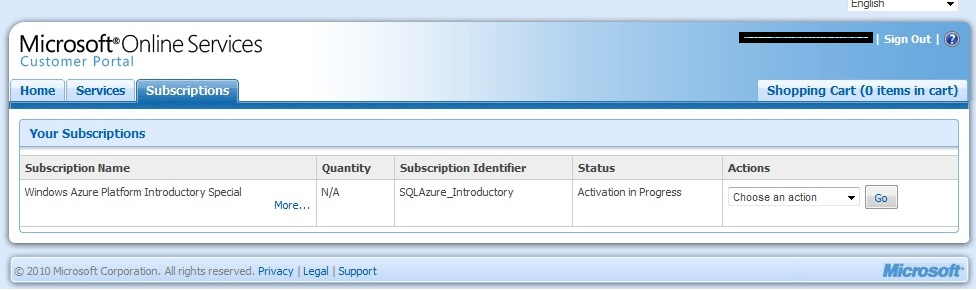 English
Microsoft® Online Services
Customer Portal
| Sign Out | ?
Home Services Subscriptions Shopping Cart (0 items in cart)
Your Subscriptions
Subscription Name Quantity Subscription Identifier Status Actions
Windows Azure Platform Introductory Special N/A SQLAzure_Introductory Activation in Progress Choose an action Go
More...
© 2010 Microsoft Corporation. All rights reserved. Privacy | Legal | Support Microsoft®